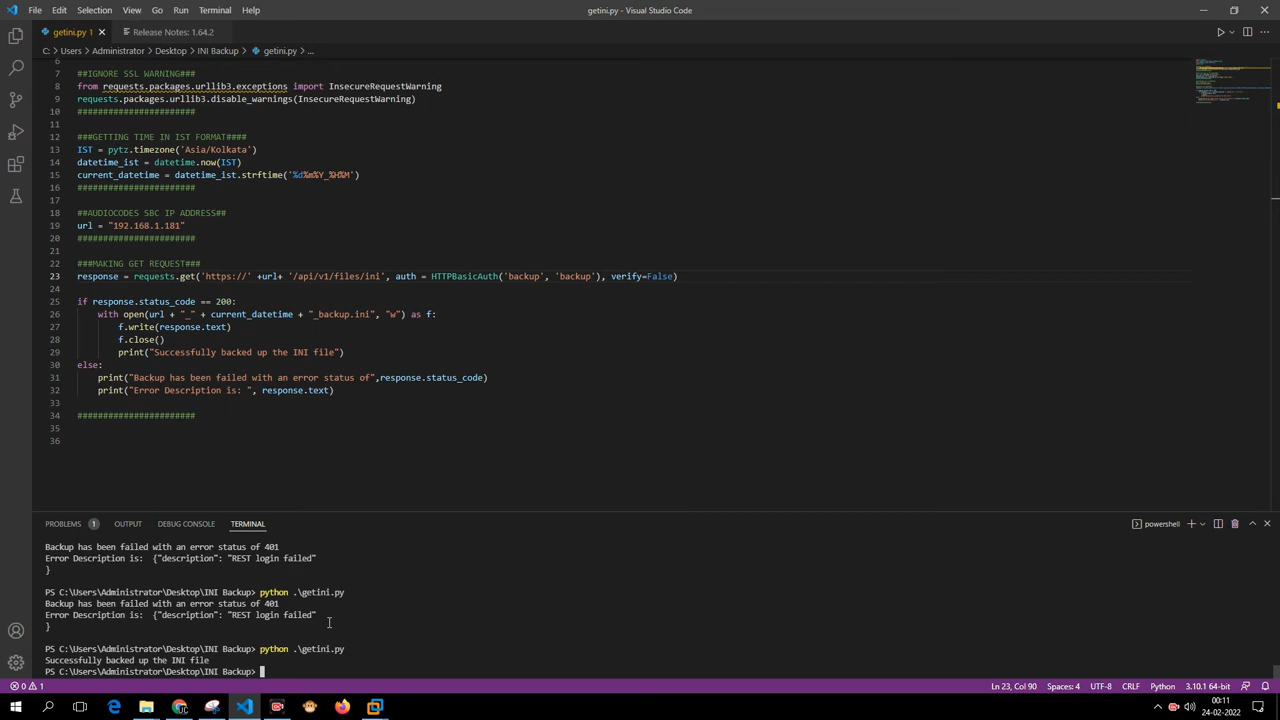 File Edit Selection View Go Run Terminal Help
getini.py - Visual Studio Code
getini.py 1
Release Notes: 1.64.2
C: > Users > Administrator > Desktop > INI Backup > getini.py > ...
6
7 ##IGNORE SSL WARNING###
8 from requests.packages.urllib3.exceptions import InsecureRequestWarning
9 requests.packages.urllib3.disable_warnings(InsecureRequestWarning)
10 #######################
11
12 ###GETTING TIME IN IST FORMAT####
13 IST = pytz.timezone('Asia/Kolkata')
14 datetime_ist = datetime.now(IST)
15 current_datetime = datetime_ist.strftime('%d%m%Y_%H%M')
16 #######################
17
18 ##AUDIOCODES SBC IP ADDRESS##
19 url = "192.168.1.181"
20 #######################
21
22 ###MAKING GET REQUEST###
23 response = requests.get('https://' +url+ '/api/v1/files/ini', auth = HTTPBasicAuth('backup', 'backup'), verify=False)
24
25 if response.status_code == 200:
26 with open(url + "_" + current_datetime + "_backup.ini", "w") as f:
27 f.write(response.text)
28 f.close()
29 print("Successfully backed up the INI file")
30 else:
31 print("Backup has been failed with an error status of",response.status_code)
32 print("Error Description is: ", response.text)
33
34 #######################
35
36
PROBLEMS 1 OUTPUT DEBUG CONSOLE TERMINAL
powershell
Backup has been failed with an error status of 401
Error Description is:  {"description": "REST login failed"
}
PS C:\Users\Administrator\Desktop\INI Backup> python .\getini.py
Backup has been failed with an error status of 401
Error Description is:  {"description": "REST login failed"
}
PS C:\Users\Administrator\Desktop\INI Backup> python .\getini.py
Successfully backed up the INI file
PS C:\Users\Administrator\Desktop\INI Backup>
0 1
Ln 23, Col 90 Spaces: 4 UTF-8 CRLF Python 3.10.1 64-bit
00:11
24-02-2022